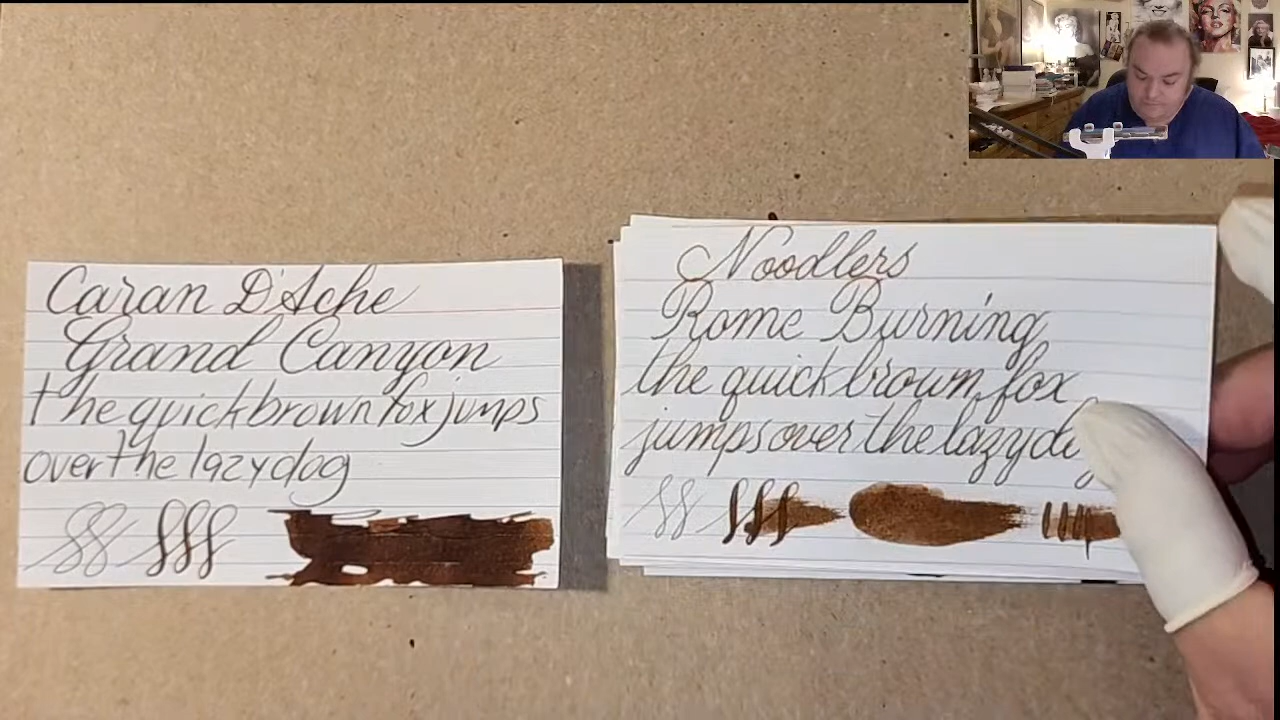 Caran D'Ache
Grand Canyon
the quick brown fox jumps
over the lazy dog
Noodlers
Rome Burning
the quick brown fox
jumps over the lazy